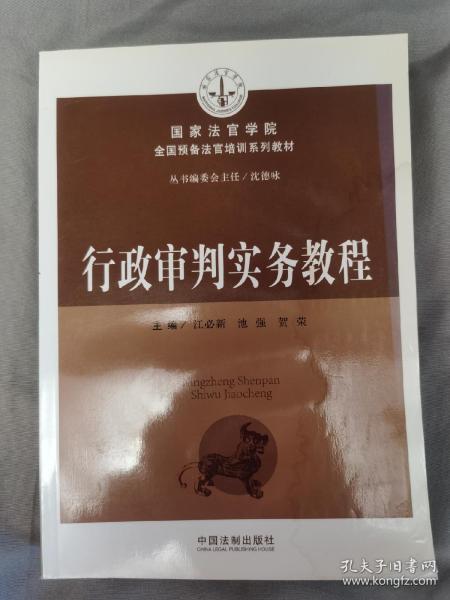 国家法官学院
全国预备法官培训系列教材
丛书编委会主任/沈德咏
行政审判实务教程
主编/江必新 池强 贺荣
Xingzheng Shenpan
Shiwu Jiaocheng
中国法制出版社
CHINA LEGAL PUBLISHING HOUSE
孔夫子旧书网
www.kongfz.com